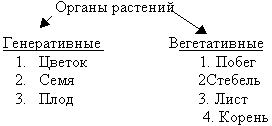 Органы растений
Генеративные
1. Цветок
2. Семя
3. Плод
Вегетативные
1. Побег
2Стебель
3. Лист
4. Корень